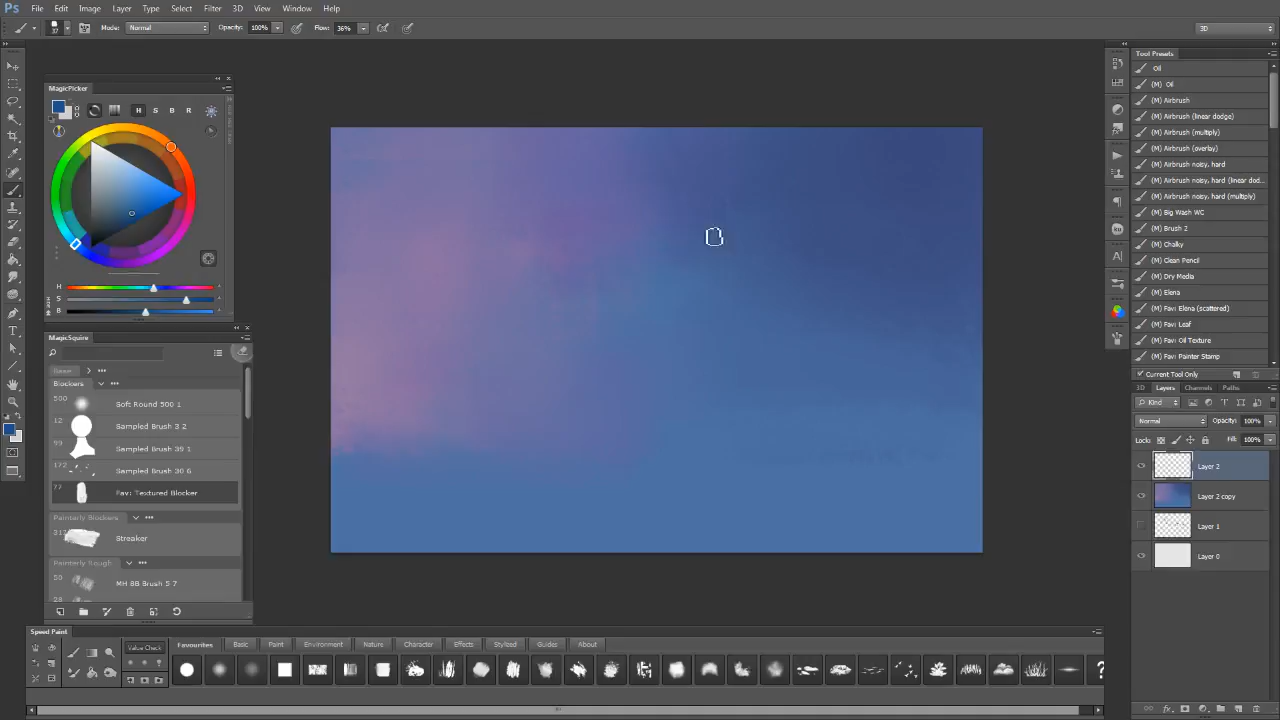 Ps File Edit Image Layer Type Select Filter 3D View Window Help
37 Mode: Normal Opacity: 100% Flow: 36% 3D
MagicPicker
H S B R
H
S
B
MagicSquire
Base
Blockers
500 Soft Round 500 1
12 Sampled Brush 3 2
99 Sampled Brush 39 1
172 Sampled Brush 30 6
77 Fav: Textured Blocker
Painterly Blockers
317 Streaker
Painterly Rough
50 MH BB Brush 5 7
28
Tool Presets
Oil
(M) Oil
(M) Airbrush
(M) Airbrush (linear dodge)
(M) Airbrush (multiply)
(M) Airbrush (overlay)
(M) Airbrush noisy, hard
(M) Airbrush noisy, hard (linear dod...
(M) Airbrush noisy, hard (multiply)
(M) Big Wash WC
(M) Brush 2
(M) Chalky
(M) Clean Pencil
(M) Dry Media
(M) Elena
(M) Fav: Elena (scattered)
(M) Fav: Leaf
(M) Fav: Oil Texture
(M) Fav: Painter Stamp
Current Tool Only
3D Layers Channels Paths
Kind
Normal Opacity: 100%
Lock: Fill: 100%
Layer 2
Layer 2 copy
Layer 1
Layer 0
fx
Speed Paint
Value Check Favourites Basic Paint Environment Nature Character Effects Stylized Guides About